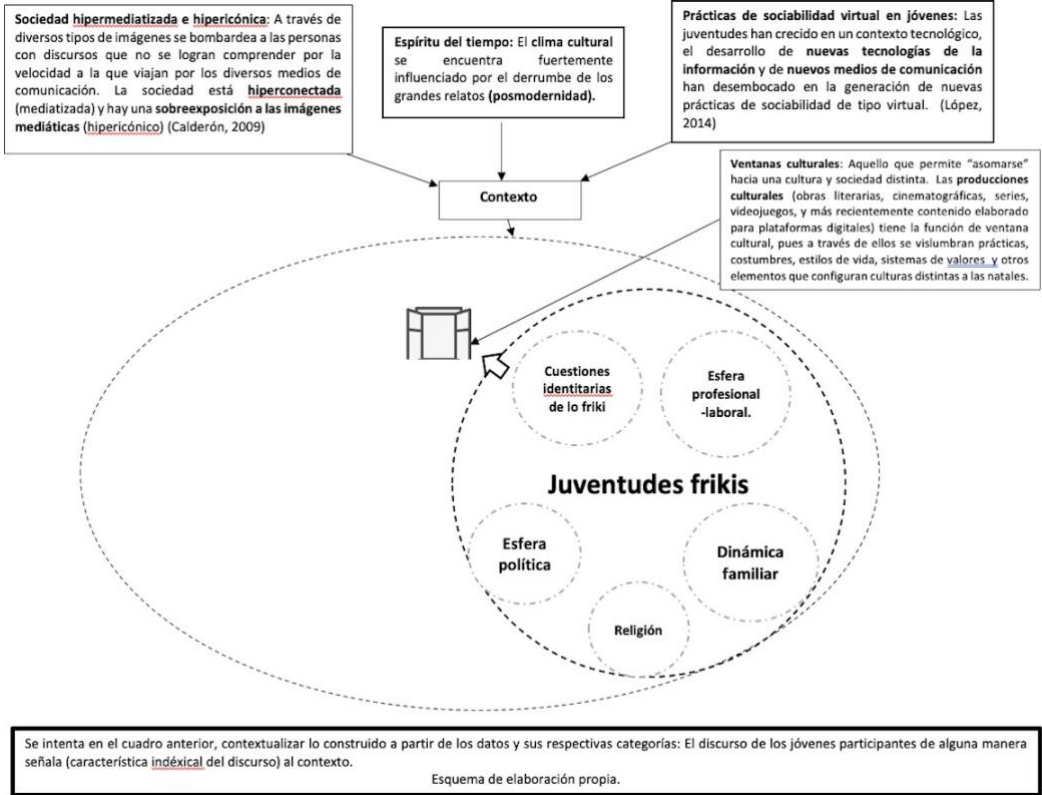 Sociedad hipermediatizada e hipericónica: A través de
diversos tipos de imágenes se bombardea a las personas
con discursos que no se logran comprender por la
velocidad a la que viajan por los diversos medios de
comunicación. La sociedad está hiperconectada
(mediatizada) y hay una sobreexposición a las imágenes
mediáticas (hipericónico) (Calderón, 2009)
Espíritu del tiempo: El clima cultural
se encuentra fuertemente
influenciado por el derrumbe de los
grandes relatos (posmodernidad).
Prácticas de sociabilidad virtual en jóvenes: Las
juventudes han crecido en un contexto tecnológico,
el desarrollo de nuevas tecnologías de la
información y de nuevos medios de comunicación
han desembocado en la generación de nuevas
prácticas de sociabilidad de tipo virtual. (López,
2014)
Contexto
Ventanas culturales: Aquello que permite “asomarse”
hacia una cultura y sociedad distinta. Las producciones
culturales (obras literarias, cinematográficas, series,
videojuegos, y más recientemente contenido elaborado
para plataformas digitales) tiene la función de ventana
cultural, pues a través de ellos se vislumbran prácticas,
costumbres, estilos de vida, sistemas de valores y otros
elementos que configuran culturas distintas a las natales.
Cuestiones
identitarias
de lo friki
Esfera
profesional
-laboral.
Juventudes frikis
Esfera
política
Dinámica
familiar
Religión
Se intenta en el cuadro anterior, contextualizar lo construido a partir de los datos y sus respectivas categorías: El discurso de los jóvenes participantes de alguna manera
señala (característica indéxical del discurso) al contexto.
Esquema de elaboración propia.